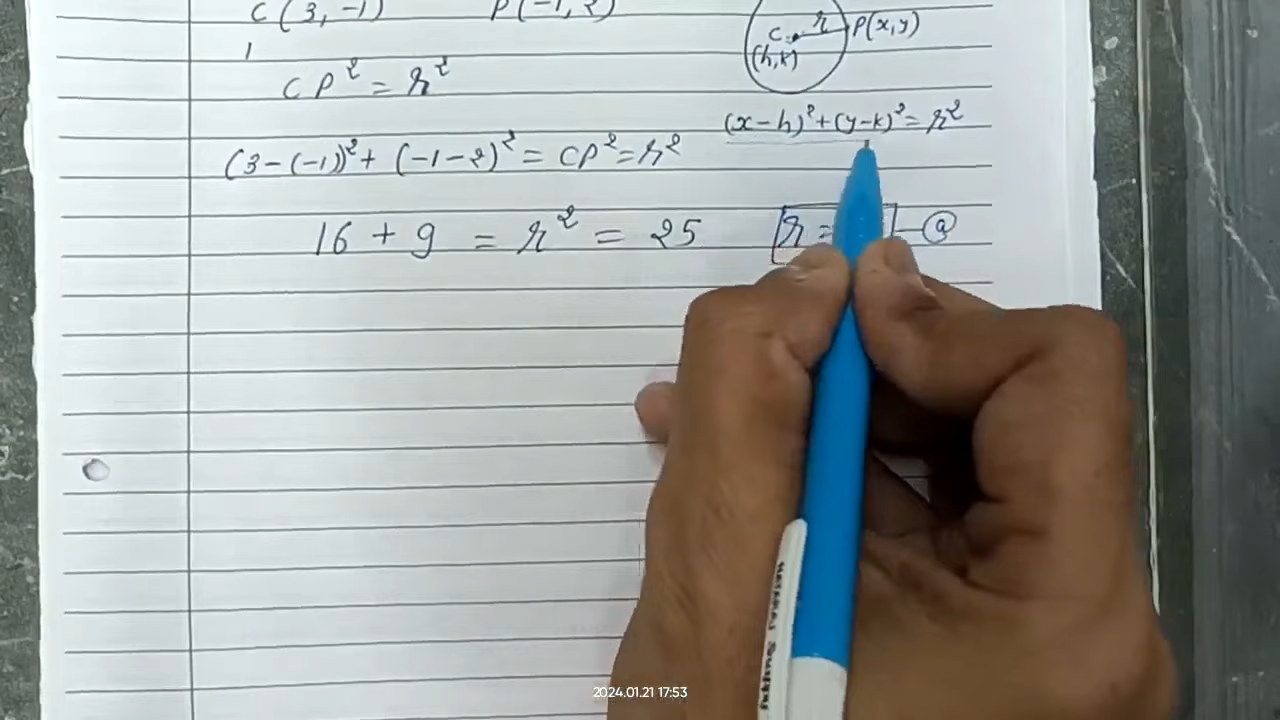 C(3,-1) P(-1,2)
C r P(x,y)
(h,k)
CP² = r²
(x-h)²+(y-k)²=r²
(3-(-1))²+ (-1-2)² = CP²=r²
16 + 9 = r² = 25 r= -@
2024.01.21 17:53